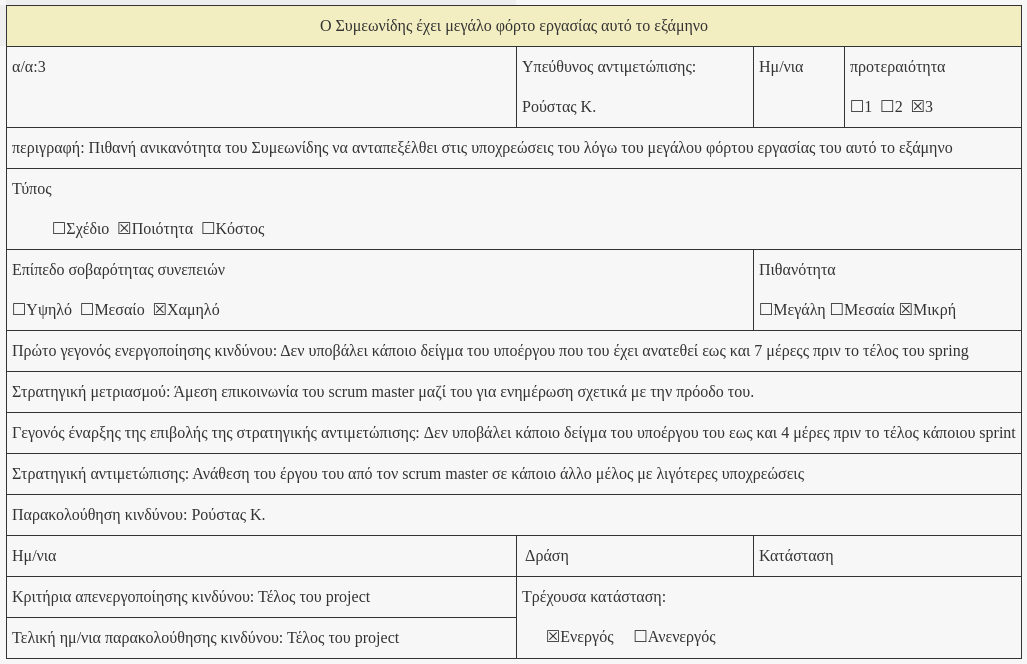 Ο Συμεωνίδης έχει μεγάλο φόρτο εργασίας αυτό το εξάμηνο
α/α:3
Υπεύθυνος αντιμετώπισης:
Ρούστας Κ.
Ημ/νια
προτεραιότητα
☐1 ☐2 ☒3
περιγραφή: Πιθανή ανικανότητα του Συμεωνίδης να ανταπεξέλθει στις υποχρεώσεις του λόγω του μεγάλου φόρτου εργασίας του αυτό το εξάμηνο
Τύπος
☐Σχέδιο ☒Ποιότητα ☐Κόστος
Επίπεδο σοβαρότητας συνεπειών
☐Υψηλό ☐Μεσαίο ☒Χαμηλό
Πιθανότητα
☐Μεγάλη ☐Μεσαία ☒Μικρή
Πρώτο γεγονός ενεργοποίησης κινδύνου: Δεν υποβάλει κάποιο δείγμα του υποέργου που του έχει ανατεθεί εως και 7 μέρεςς πριν το τέλος του spring
Στρατηγική μετριασμού: Άμεση επικοινωνία του scrum master μαζί του για ενημέρωση σχετικά με την πρόοδο του.
Γεγονός έναρξης της επιβολής της στρατηγικής αντιμετώπισης: Δεν υποβάλει κάποιο δείγμα του υποέργου του εως και 4 μέρες πριν το τέλος κάποιου sprint
Στρατηγική αντιμετώπισης: Ανάθεση του έργου του από τον scrum master σε κάποιο άλλο μέλος με λιγότερες υποχρεώσεις
Παρακολούθηση κινδύνου: Ρούστας Κ.
Ημ/νια
Δράση
Κατάσταση
Κριτήρια απενεργοποίησης κινδύνου: Τέλος του project
Τελική ημ/νια παρακολούθησης κινδύνου: Τέλος του project
Τρέχουσα κατάσταση:
☒Ενεργός ☐Ανενεργός